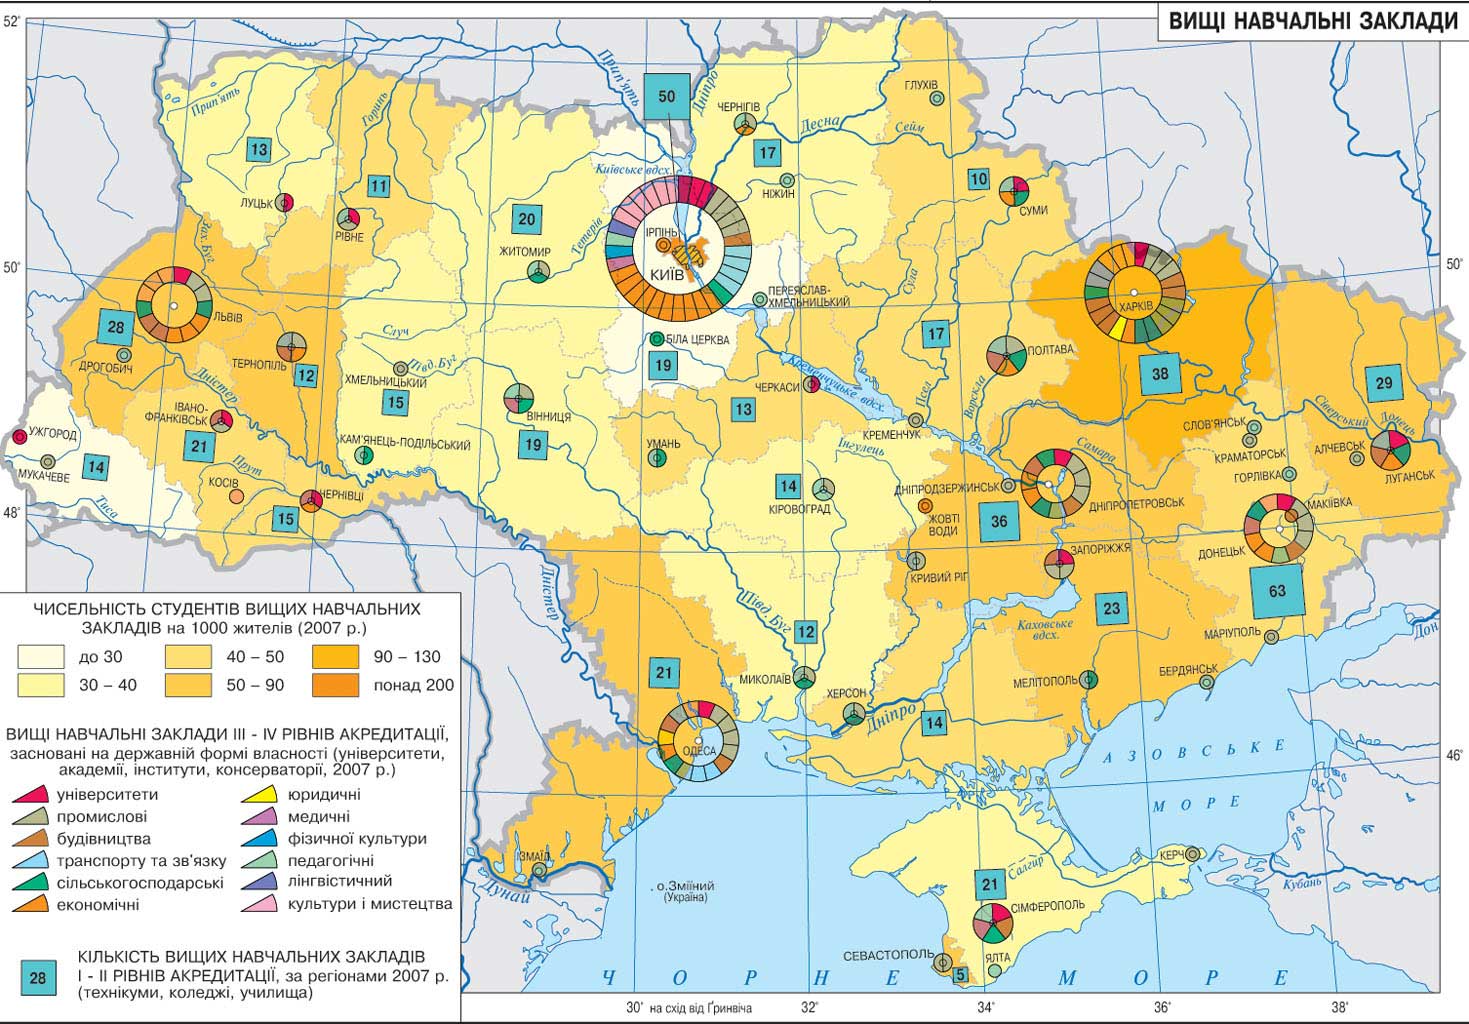 ВИЩІ НАВЧАЛЬНІ ЗАКЛАДИ
52°
50°
48°
50°
46°
30° на схід від Ґринвіча
32°
34°
36°
38°
Прип'ять
Прип'ять
Дніпро
Горинь
Десна
Сейм
Київське вдсх.
Тетерів
Зах. Буг
Случ
Півд. Буг
Дністер
Прут
Тиса
Сула
Псел
Ворскла
Кременчуцьке вдсх.
Сіверський Донець
Самара
Інгулець
Дністер
Півд. Буг
Каховське
вдсх.
Дніпро
Дон
Дунай
Салгир
Кубань
АЗОВСЬКЕ
МОРЕ
ЧОРНЕ МОРЕ
о.Зміїний
(Україна)
50
13
11
17
10
20
28
12
15
19
19
13
17
38
29
14
21
15
14
36
63
23
12
21
14
21
5
ГЛУХІВ
ЧЕРНІГІВ
НІЖИН
СУМИ
ЛУЦЬК
РІВНЕ
ЖИТОМИР
ІРПІНЬ
КИЇВ
ПЕРЕЯСЛАВ-
ХМЕЛЬНИЦЬКИЙ
ХАРКІВ
ЛЬВІВ
ДРОГОБИЧ
ТЕРНОПІЛЬ
ХМЕЛЬНИЦЬКИЙ
БІЛА ЦЕРКВА
ПОЛТАВА
ЧЕРКАСИ
ІВАНО-
ФРАНКІВСЬК
ВІННИЦЯ
КРЕМЕНЧУК
СЛОВ'ЯНСЬК
КРАМАТОРСЬК
АЛЧЕВСЬК
ЛУГАНСЬК
ГОРЛІВКА
УЖГОРОД
МУКАЧЕВЕ
КАМ'ЯНЕЦЬ-ПОДІЛЬСЬКИЙ
УМАНЬ
КОСІВ
ЧЕРНІВЦІ
КІРОВОГРАД
ДНІПРОДЗЕРЖИНСЬК
ДНІПРОПЕТРОВСЬК
ЖОВТІ
ВОДИ
МАКІЇВКА
ДОНЕЦЬК
КРИВИЙ РІГ
ЗАПОРІЖЖЯ
МАРІУПОЛЬ
БЕРДЯНСЬК
МЕЛІТОПОЛЬ
МИКОЛАЇВ
ХЕРСОН
ОДЕСА
ІЗМАЇЛ
КЕРЧ
СІМФЕРОПОЛЬ
СЕВАСТОПОЛЬ
ЯЛТА
ЧИСЕЛЬНІСТЬ СТУДЕНТІВ ВИЩИХ НАВЧАЛЬНИХ
ЗАКЛАДІВ на 1000 жителів (2007 р.)
до 30
40 – 50
90 – 130
30 – 40
50 – 90
понад 200
ВИЩІ НАВЧАЛЬНІ ЗАКЛАДИ III - IV РІВНІВ АКРЕДИТАЦІЇ,
засновані на державній формі власності (університети,
академії, інститути, консерваторії, 2007 р.)
університети
юридичні
промислові
медичні
будівництва
фізичної культури
транспорту та зв'язку
педагогічні
сільськогосподарські
лінгвістичний
економічні
культури і мистецтва
28
КІЛЬКІСТЬ ВИЩИХ НАВЧАЛЬНИХ ЗАКЛАДІВ
I - II РІВНІВ АКРЕДИТАЦІЇ, за регіонами 2007 р.
(технікуми, коледжі, училища)